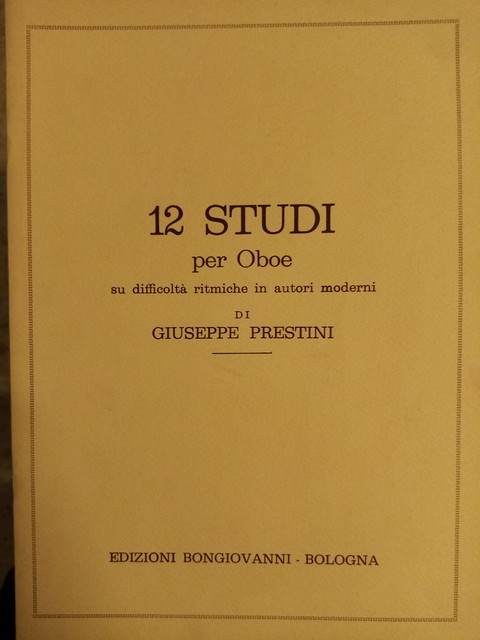 12 STUDI
per Oboe
su difficoltà ritmiche in autori moderni
DI
GIUSEPPE PRESTINI
EDIZIONI BONGIOVANNI - BOLOGNA